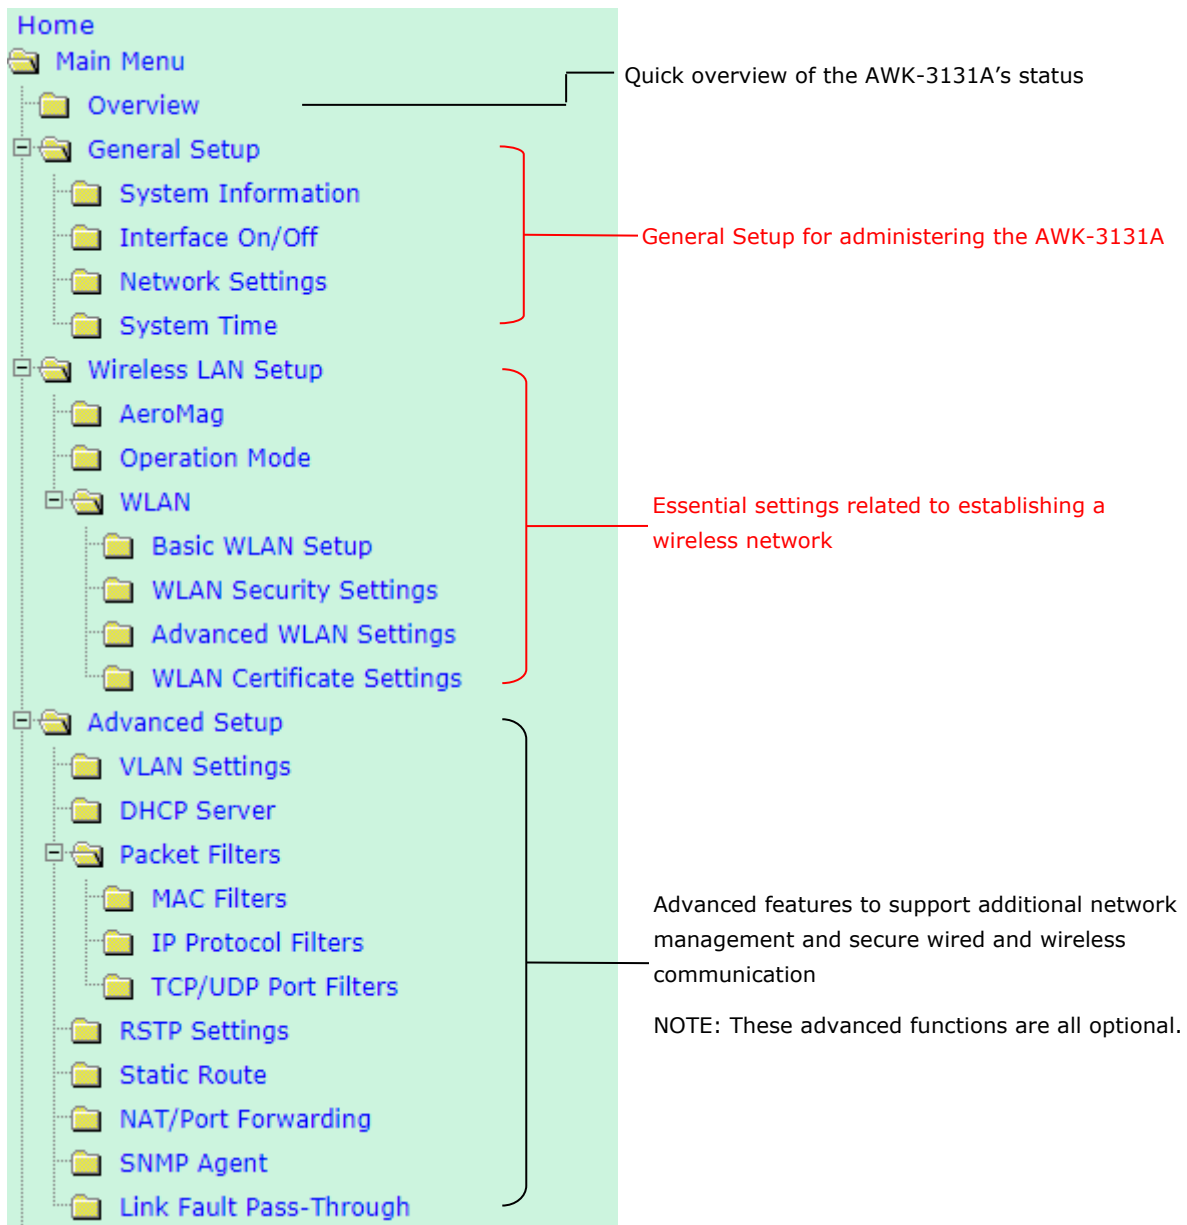 Home
Main Menu
Quick overview of the AWK-3131A’s status
Overview
General Setup
System Information
Interface On/Off
General Setup for administering the AWK-3131A
Network Settings
System Time
Wireless LAN Setup
AeroMag
Operation Mode
WLAN
Essential settings related to establishing a
wireless network
Basic WLAN Setup
WLAN Security Settings
Advanced WLAN Settings
WLAN Certificate Settings
Advanced Setup
VLAN Settings
DHCP Server
Packet Filters
MAC Filters
IP Protocol Filters
TCP/UDP Port Filters
Advanced features to support additional network
management and secure wired and wireless
communication
NOTE: These advanced functions are all optional.
RSTP Settings
Static Route
NAT/Port Forwarding
SNMP Agent
Link Fault Pass-Through